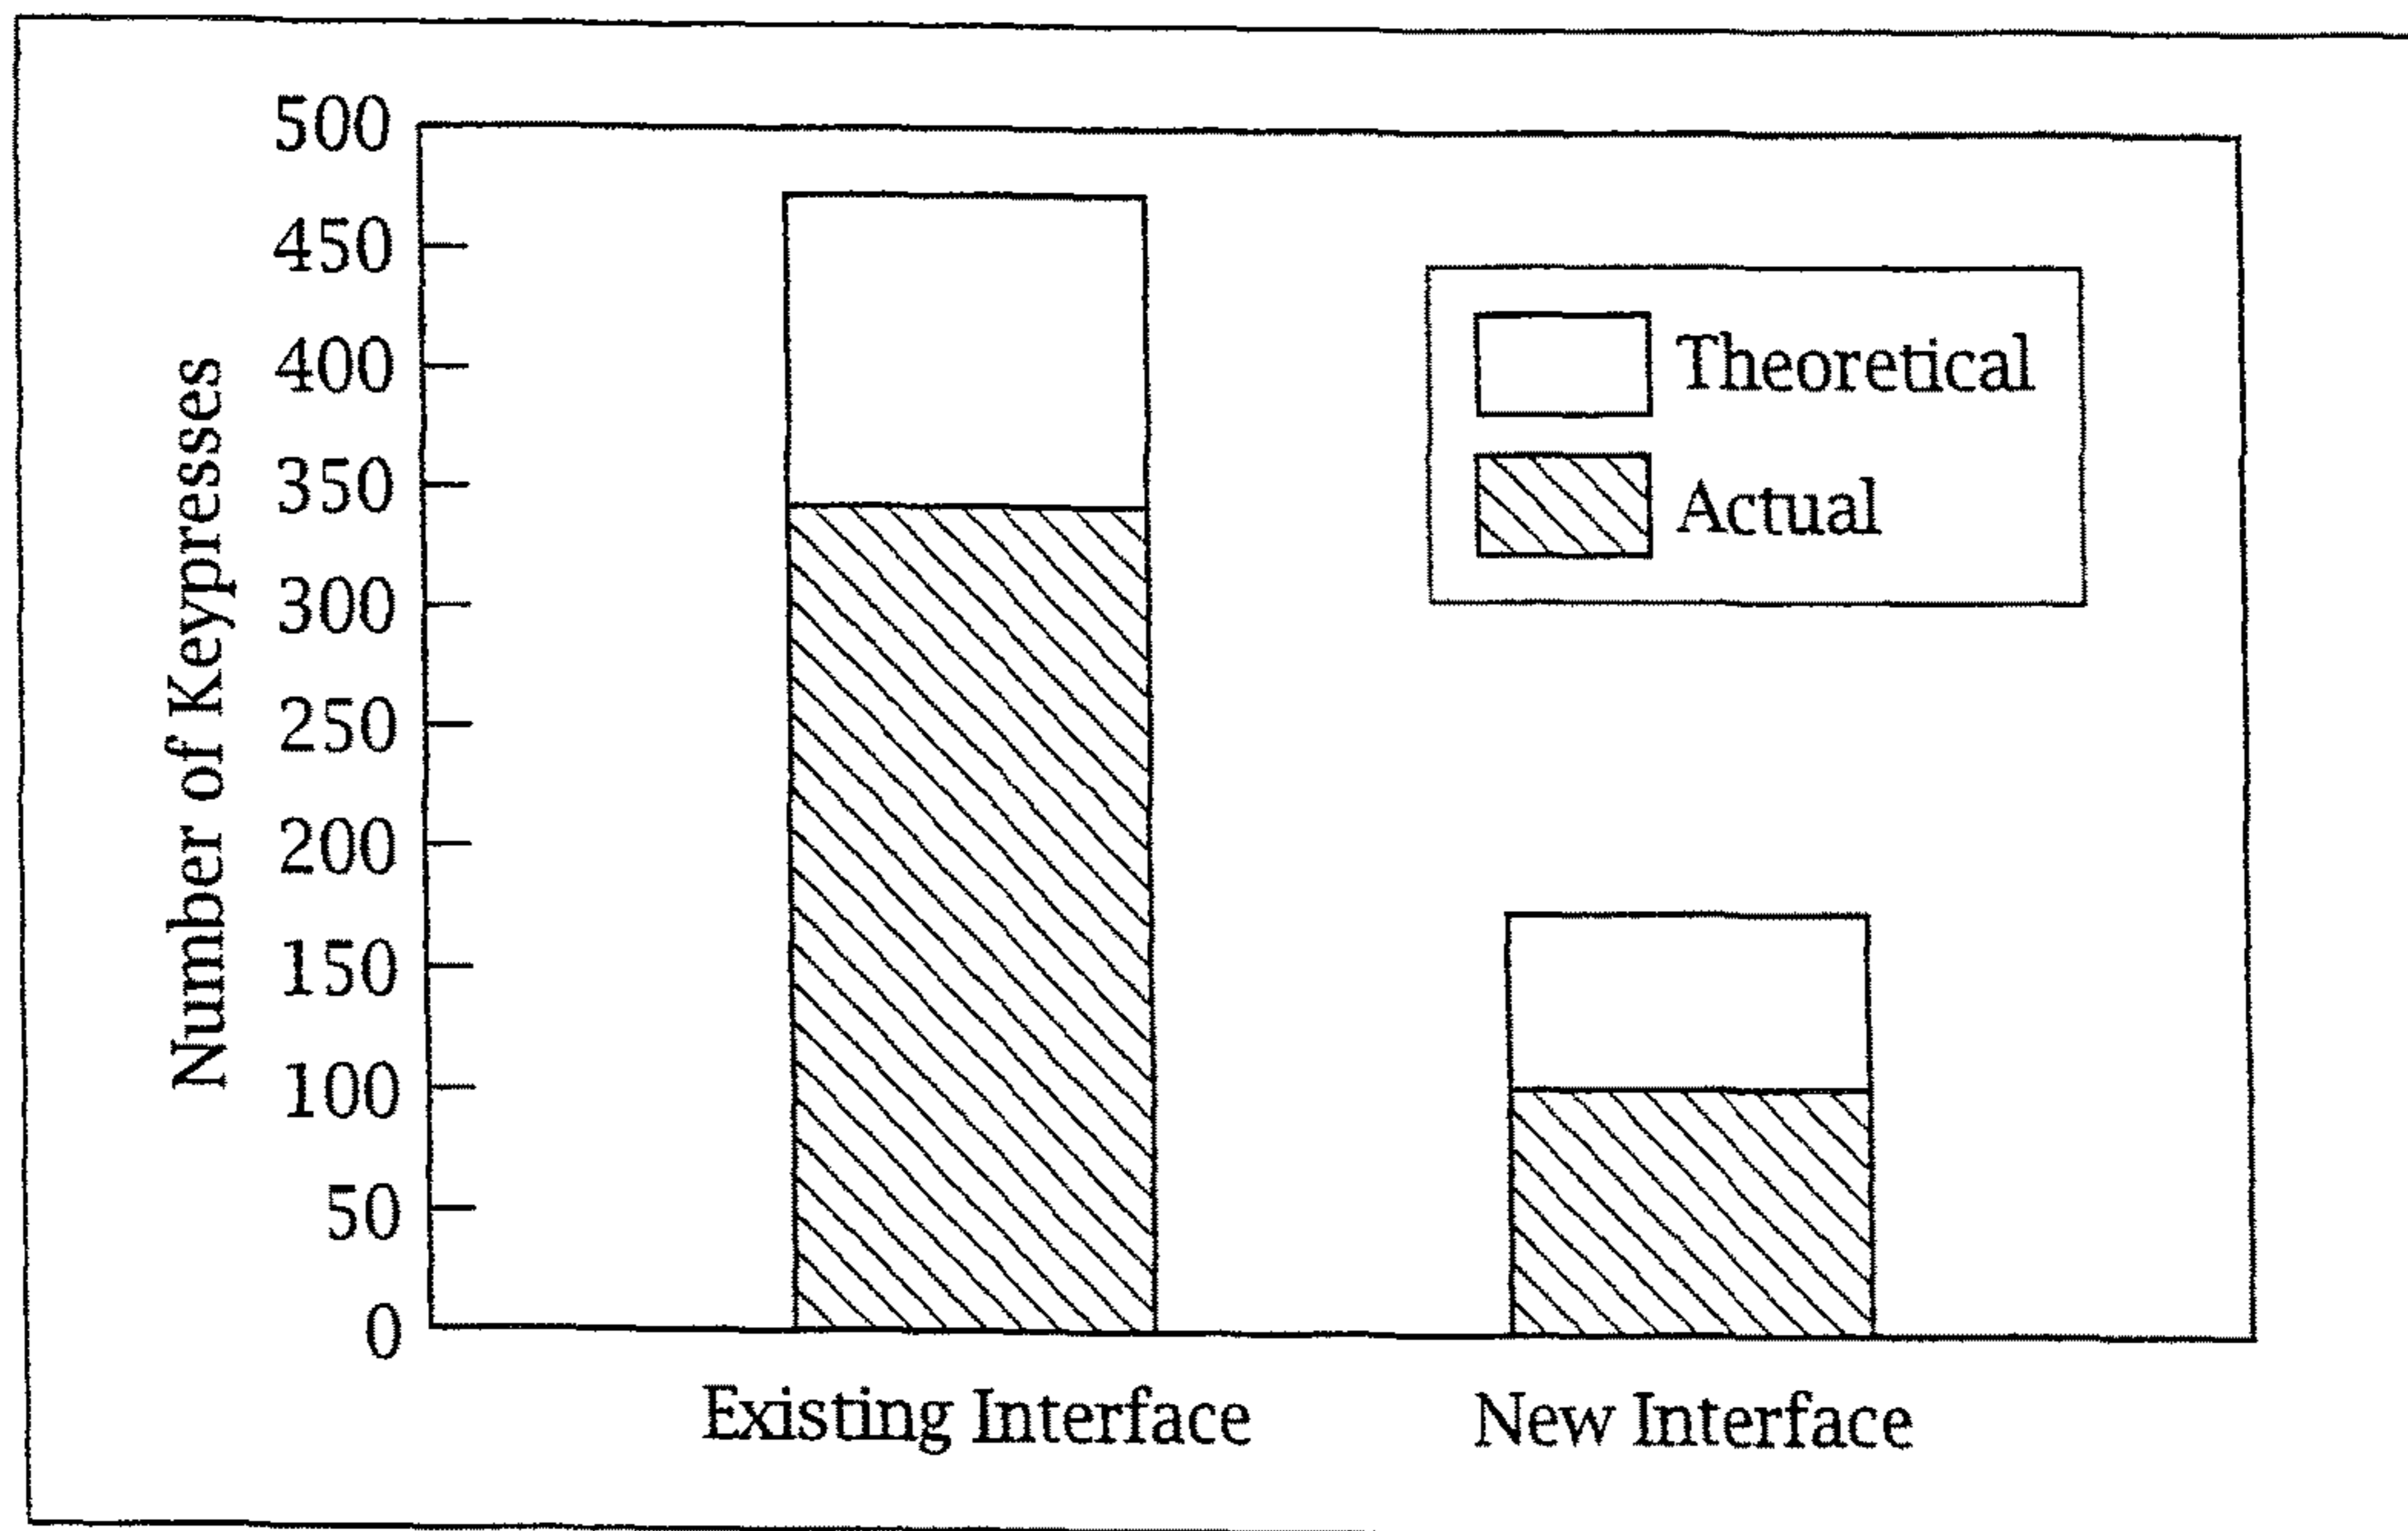 500
450
400
350
300
250
200
150
100
50
0
Number of Keypresses
Theoretical
Actual
Existing Interface
New Interface